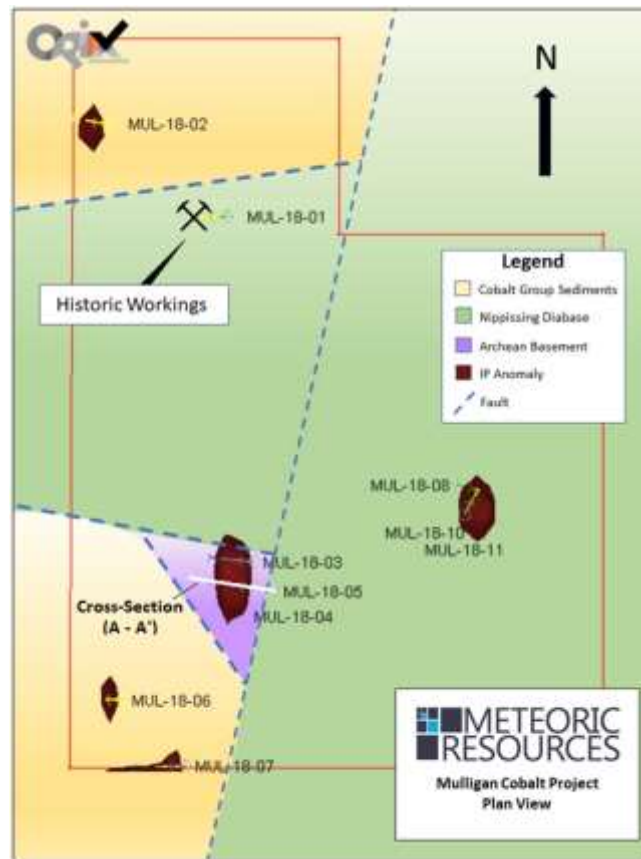 N
MUL-18-02
MUL-18-01
Historic Workings
Legend
Cobalt Group Sediments
Nippissing Diabase
Archean Basement
IP Anomaly
Fault
MUL-18-08
MUL-18-10
MUL-18-11
MUL-18-03
MUL-18-05
MUL-18-04
Cross-Section
(A - A')
MUL-18-06
MUL-18-07
METEORIC
RESOURCES
Mulligan Cobalt Project
Plan View